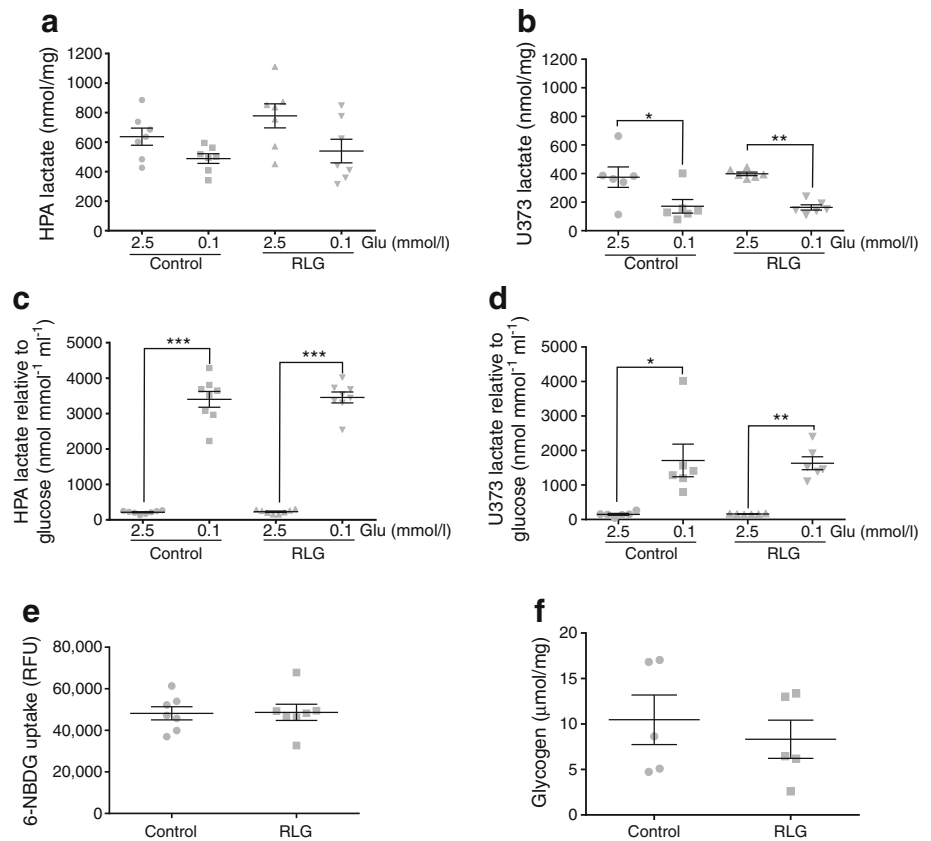 a
HPA lactate (nmol/mg)
1200
1000
800
600
400
200
0
2.5 0.1 2.5 0.1 Glu (mmol/l)
Control RLG
b
U373 lactate (nmol/mg)
1200
1000
800
600
400
200
0
* **
2.5 0.1 2.5 0.1 Glu (mmol/l)
Control RLG
c
HPA lactate relative to
glucose (nmol mmol⁻¹ ml⁻¹)
5000
4000
3000
2000
1000
0
*** ***
2.5 0.1 2.5 0.1 Glu (mmol/l)
Control RLG
d
U373 lactate relative to
glucose (nmol mmol⁻¹ ml⁻¹)
5000
4000
3000
2000
1000
0
* **
2.5 0.1 2.5 0.1 Glu (mmol/l)
Control RLG
e
6-NBDG uptake (RFU)
80,000
60,000
40,000
20,000
0
Control RLG
f
Glycogen (μmol/mg)
20
15
10
5
0
Control RLG